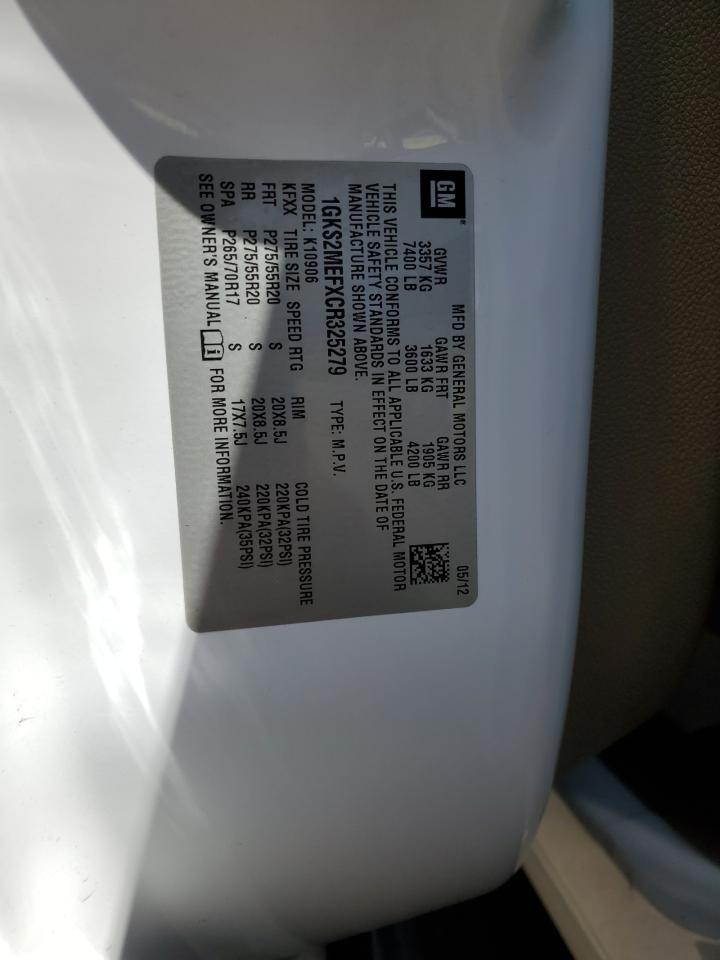 GM
MFD BY GENERAL MOTORS LLC 05/12
GVWR GAWR FRT GAWR RR
3357 KG 1633 KG 1905 KG
7400 LB 3600 LB 4200 LB
THIS VEHICLE CONFORMS TO ALL APPLICABLE U.S. FEDERAL MOTOR
VEHICLE SAFETY STANDARDS IN EFFECT ON THE DATE OF
MANUFACTURE SHOWN ABOVE.
1GKS2MEFXCR325279 TYPE: M.P.V.
MODEL: K10906
KFXX TIRE SIZE SPEED RTG RIM COLD TIRE PRESSURE
FRT P275/55R20 S 20X8.5J 220KPA(32PSI)
RR P275/55R20 S 20X8.5J 220KPA(32PSI)
SPA P265/70R17 S 17X7.5J 240KPA(35PSI)
SEE OWNER'S MANUAL i FOR MORE INFORMATION.